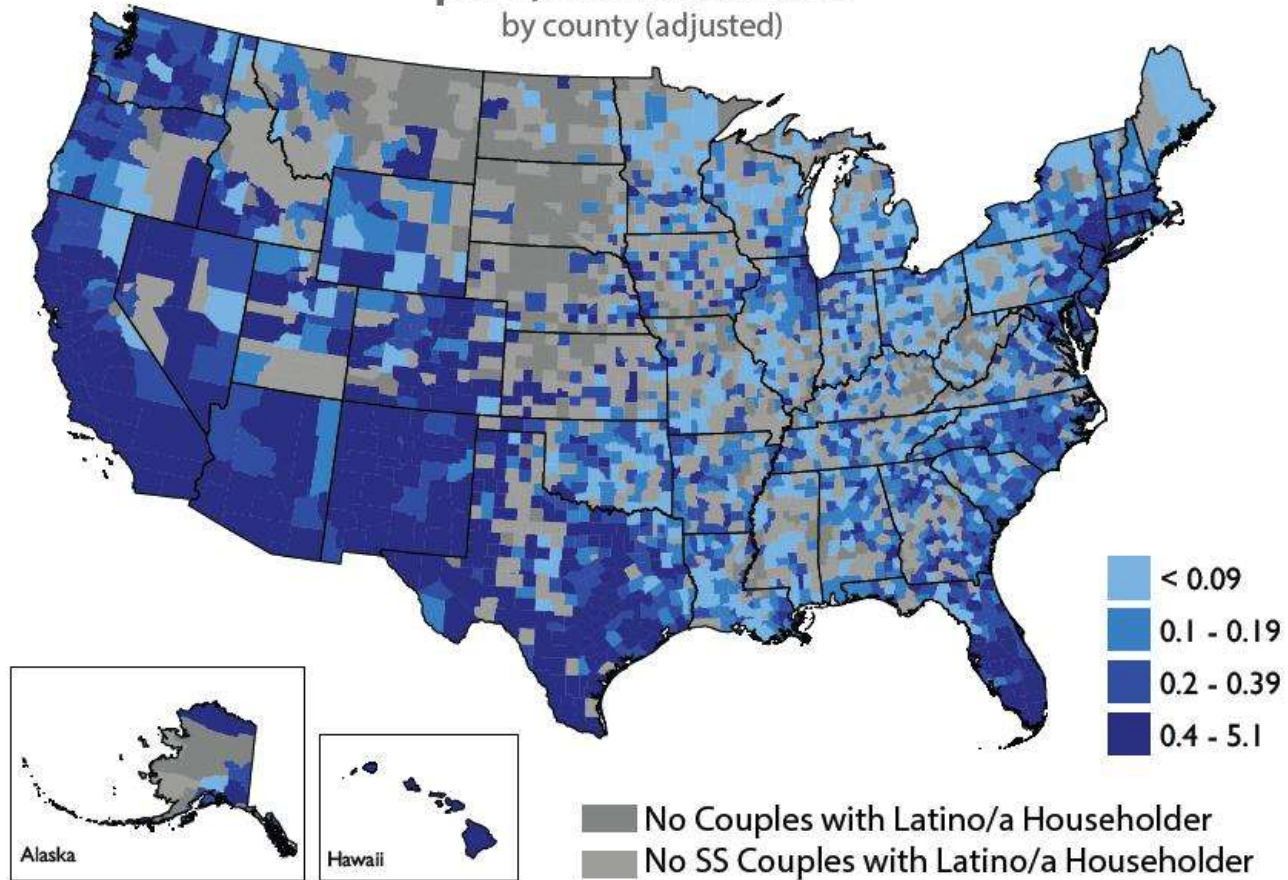 by county (adjusted)
< 0.09
0.1 - 0.19
0.2 - 0.39
0.4 - 5.1
No Couples with Latino/a Householder
No SS Couples with Latino/a Householder
Alaska
Hawaii